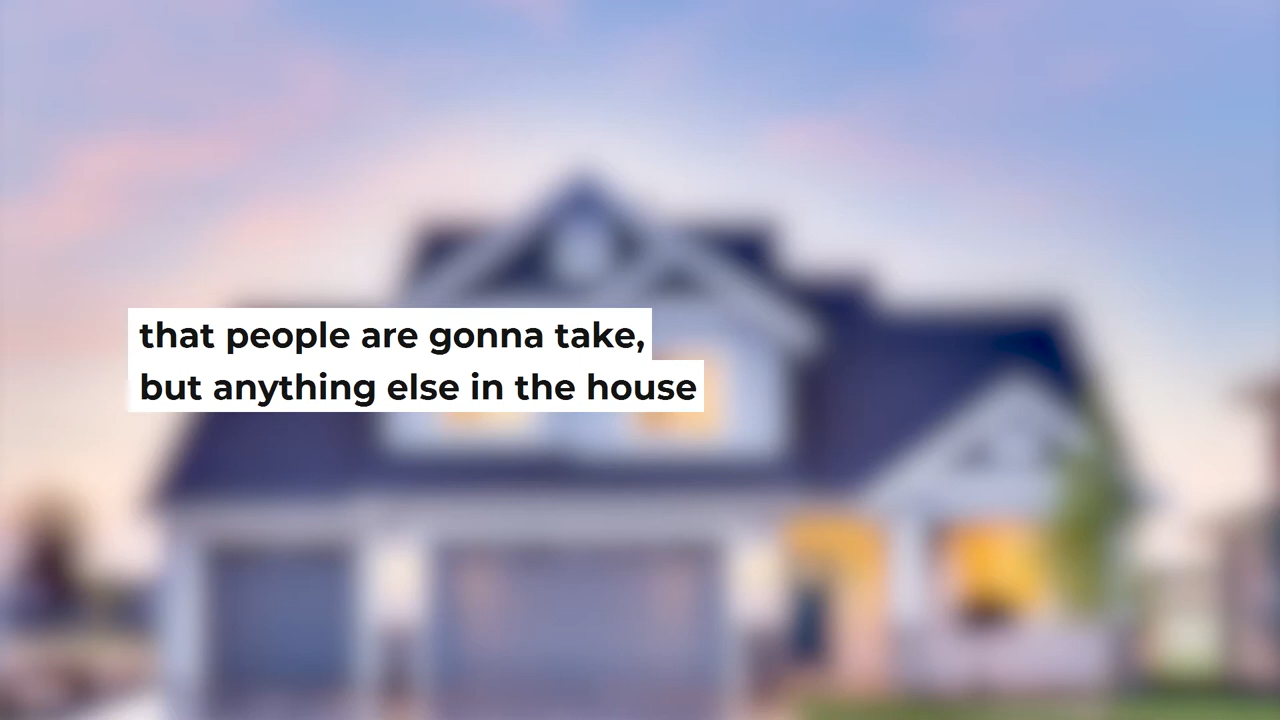 that people are gonna take,
but anything else in the house